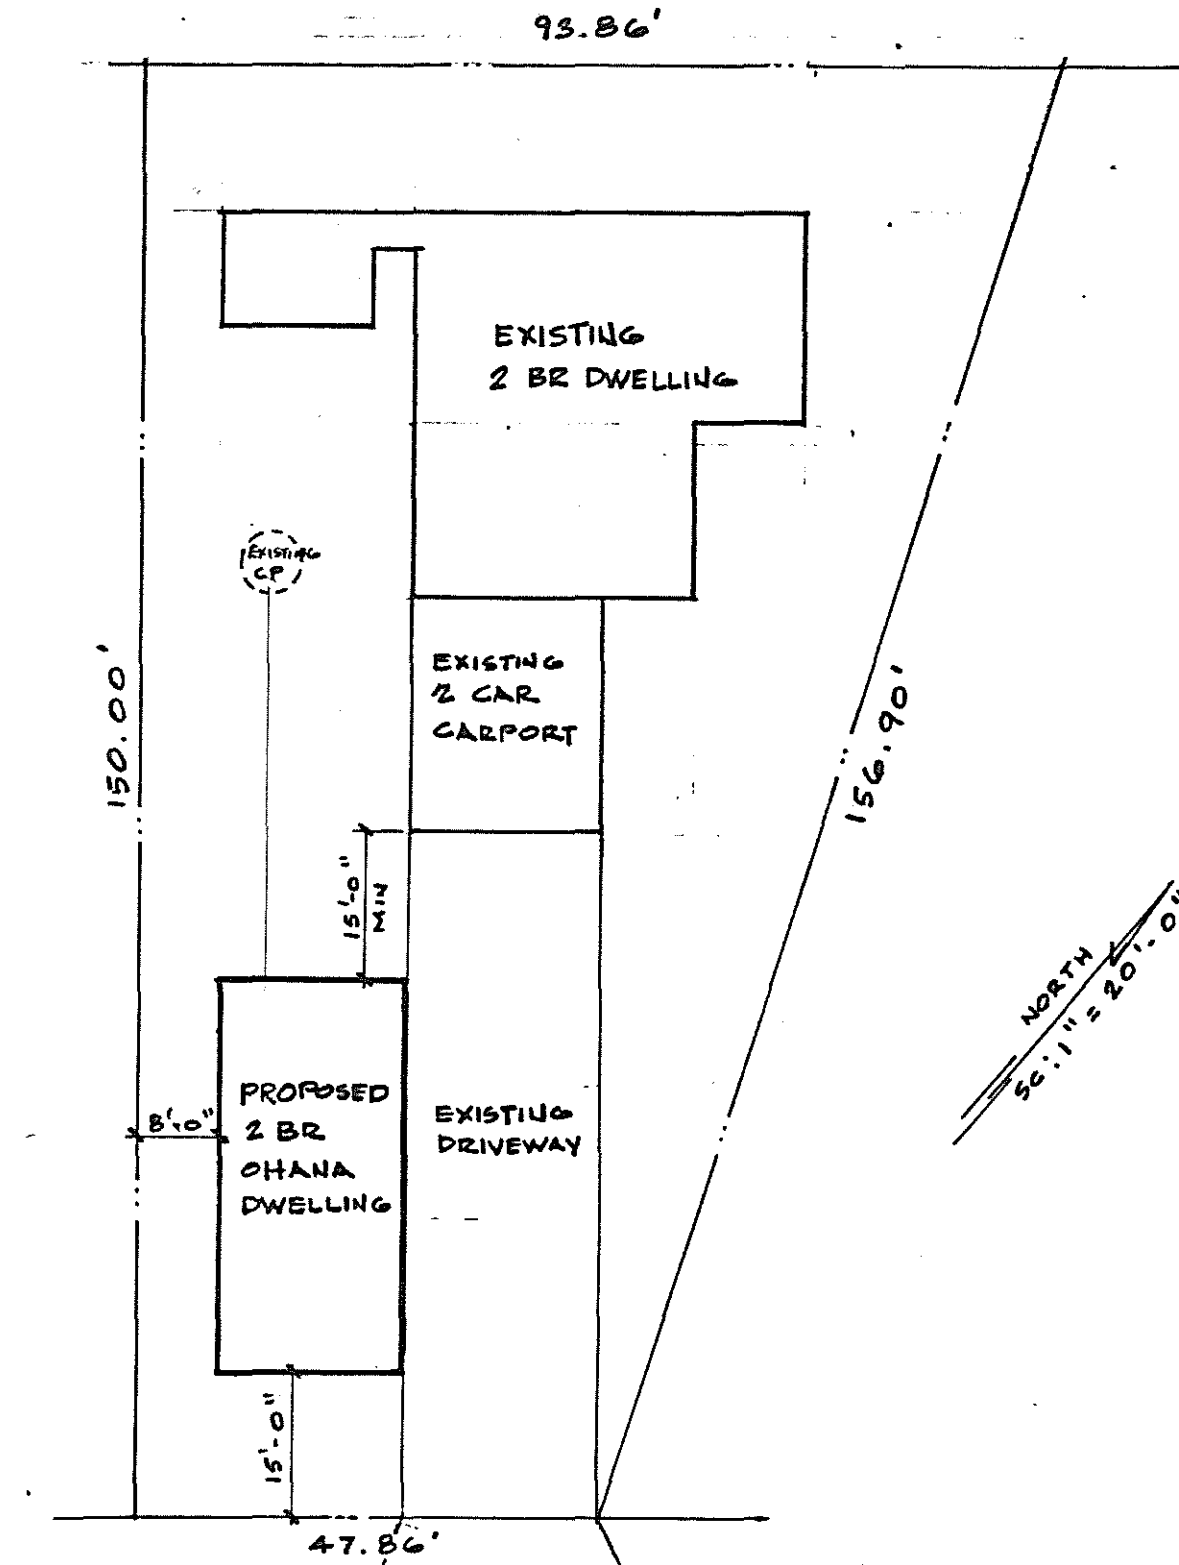 93.86'
EXISTING
2 BR DWELLING
EXISTING
CP
150.00'
EXISTING
2 CAR
CARPORT
156.90'
15'-0"
MIN
NORTH
SC: 1" = 20'-0"
PROPOSED
2 BR
OHANA
DWELLING
8'-0"
EXISTING
DRIVEWAY
15'-0"
47.86'